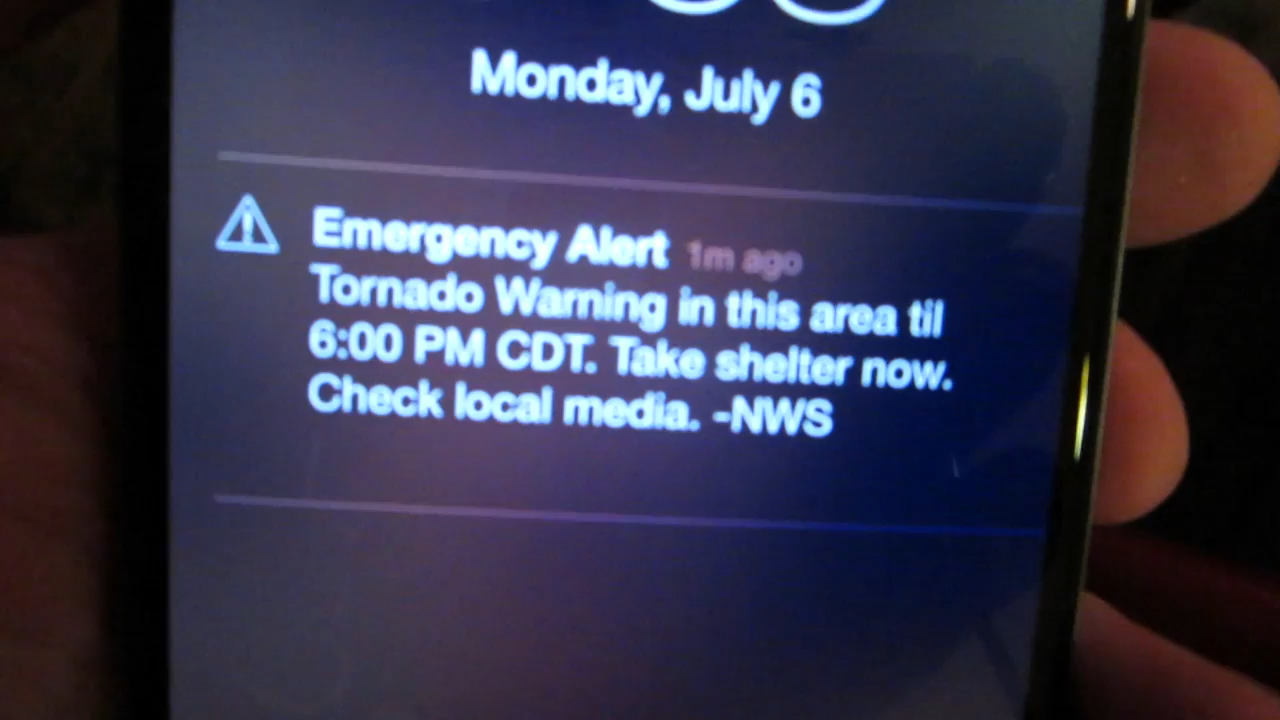 Monday, July 6
Emergency Alert 1m ago
Tornado Warning in this area til
6:00 PM CDT. Take shelter now.
Check local media. -NWS